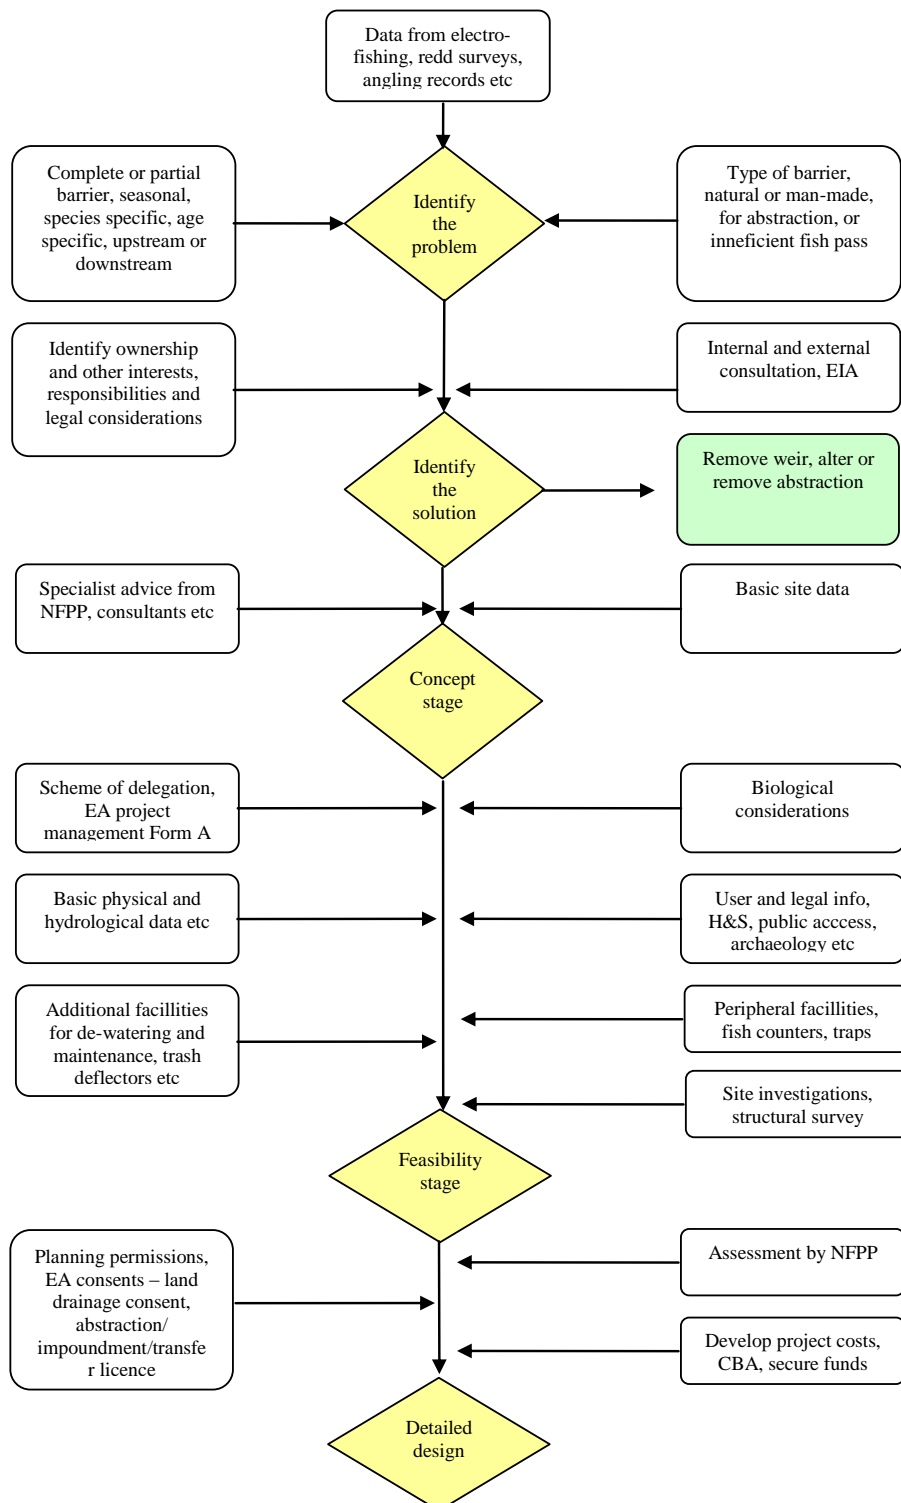 Data from electro-
fishing, redd surveys,
angling records etc
Complete or partial
barrier, seasonal,
species specific, age
specific, upstream or
downstream
Identify
the
problem
Type of barrier,
natural or man-made,
for abstraction, or
inneficient fish pass
Identify ownership
and other interests,
responsibilities and
legal considerations
Internal and external
consultation, EIA
Identify
the
solution
Remove weir, alter or
remove abstraction
Specialist advice from
NFPP, consultants etc
Basic site data
Concept
stage
Scheme of delegation,
EA project
management Form A
Biological
considerations
Basic physical and
hydrological data etc
User and legal info,
H&S, public acccess,
archaeology etc
Additional facillities
for de-watering and
maintenance, trash
deflectors etc
Peripheral facillities,
fish counters, traps
Site investigations,
structural survey
Feasibility
stage
Planning permissions,
EA consents – land
drainage consent,
abstraction/
impoundment/transfe
r licence
Assessment by NFPP
Develop project costs,
CBA, secure funds
Detailed
design